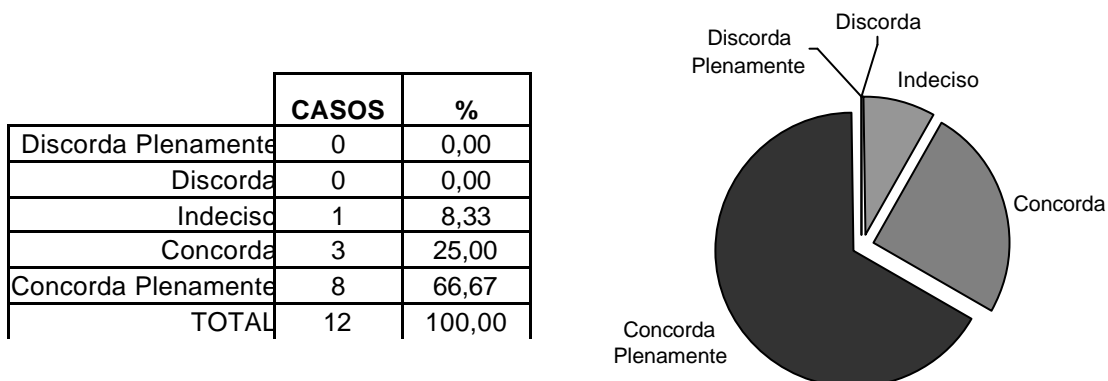 CASOS %
Discorda Plenamente 0 0,00
Discorda 0 0,00
Indeciso 1 8,33
Concorda 3 25,00
Concorda Plenamente 8 66,67
TOTAL 12 100,00
Discorda
Plenamente
Discorda
Indeciso
Concorda
Concorda
Plenamente